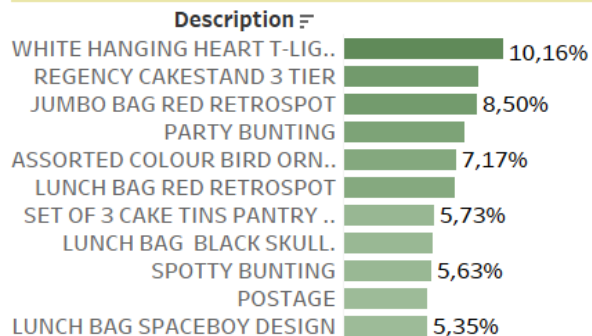 Description
WHITE HANGING HEART T-LIG.. 10,16%
REGENCY CAKESTAND 3 TIER
JUMBO BAG RED RETROSPOT 8,50%
PARTY BUNTING
ASSORTED COLOUR BIRD ORN.. 7,17%
LUNCH BAG RED RETROSPOT
SET OF 3 CAKE TINS PANTRY .. 5,73%
LUNCH BAG  BLACK SKULL.
SPOTTY BUNTING 5,63%
POSTAGE
LUNCH BAG SPACEBOY DESIGN 5,35%